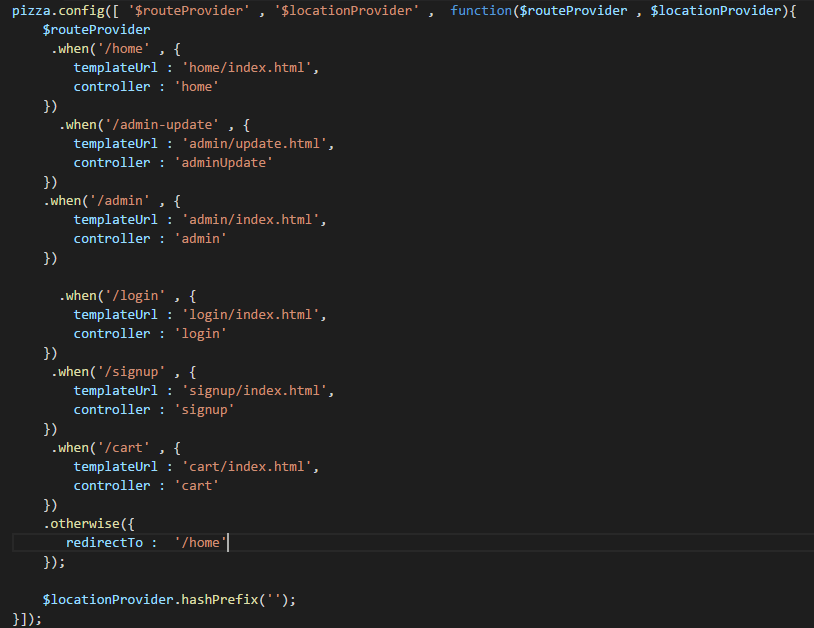 pizza.config([ '$routeProvider' , '$locationProvider' ,  function($routeProvider , $locationProvider){
    $routeProvider
     .when('/home' , {
        templateUrl : 'home/index.html',
        controller : 'home'
    })
      .when('/admin-update' , {
        templateUrl : 'admin/update.html',
        controller : 'adminUpdate'
    })
    .when('/admin' , {
        templateUrl : 'admin/index.html',
        controller : 'admin'
    })

      .when('/login' , {
        templateUrl : 'login/index.html',
        controller : 'login'
    })
     .when('/signup' , {
        templateUrl : 'signup/index.html',
        controller : 'signup'
    })
     .when('/cart' , {
        templateUrl : 'cart/index.html',
        controller : 'cart'
    })
    .otherwise({
       redirectTo :  '/home'
    });

    $locationProvider.hashPrefix('');
}]);